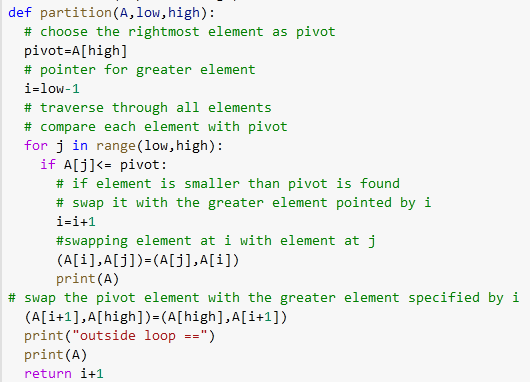 def partition(A,low,high):
# choose the rightmost element as pivot
pivot=A[high]
# pointer for greater element
i=low-1
# traverse through all elements
# compare each element with pivot
for j in range(low,high):
if A[j]<= pivot:
# if element is smaller than pivot is found
# swap it with the greater element pointed by i
i=i+1
#swapping element at i with element at j
(A[i],A[j])=(A[j],A[i])
print(A)
# swap the pivot element with the greater element specified by i
(A[i+1],A[high])=(A[high],A[i+1])
print("outside loop ==")
print(A)
return i+1